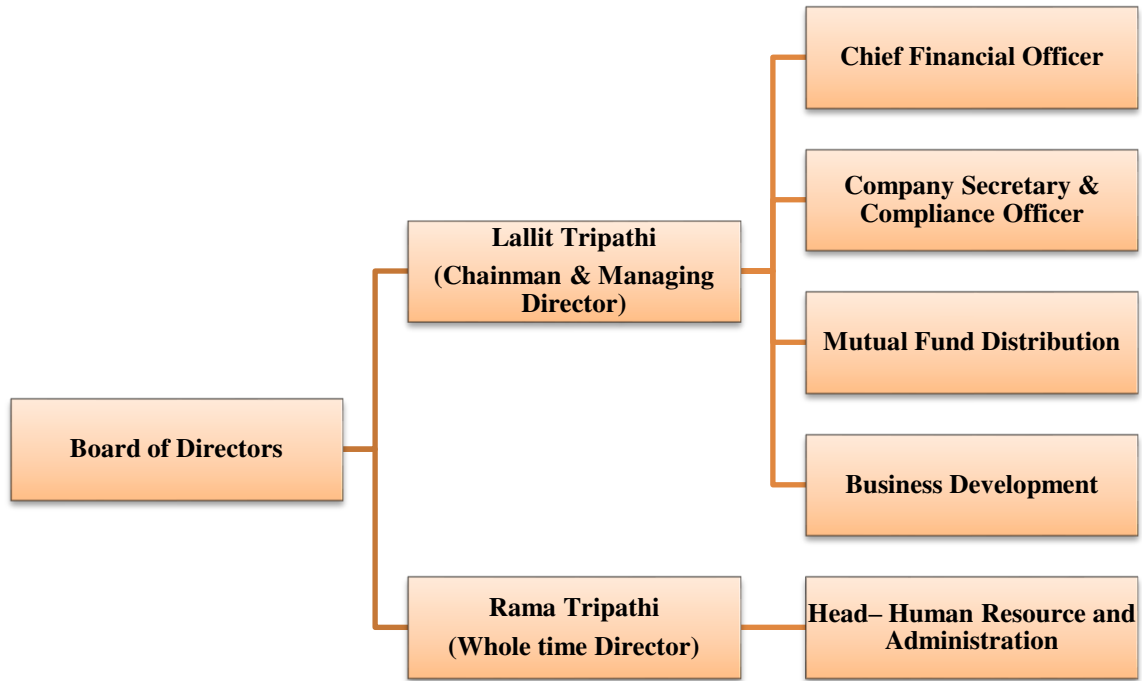 Chief Financial Officer
Company Secretary &
Compliance Officer
Lallit Tripathi
(Chainman & Managing
Director)
Mutual Fund Distribution
Board of Directors
Business Development
Rama Tripathi
(Whole time Director)
Head– Human Resource and
Administration